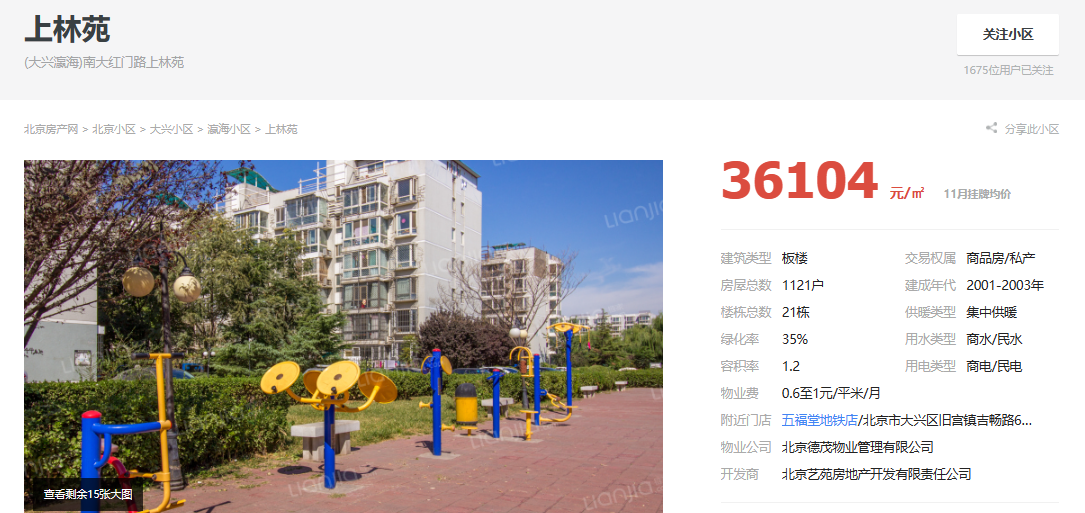 上林苑
(大兴瀛海)南大红门路上林苑
关注小区
1675位用户已关注
北京房产网 > 北京小区 > 大兴小区 > 瀛海小区 > 上林苑
分享此小区
36104 元/㎡ 11月挂牌均价
建筑类型 板楼 交易权属 商品房/私产
房屋总数 1121户 建成年代 2001-2003年
楼栋总数 21栋 供暖类型 集中供暖
绿化率 35% 用水类型 商水/民水
容积率 1.2 用电类型 商电/民电
物业费 0.6至1元/平米/月
附近门店 五福堂地铁店/北京市大兴区旧宫镇吉畅路6...
物业公司 北京德茂物业管理有限公司
开发商 北京艺苑房地产开发有限责任公司
查看剩余15张大图